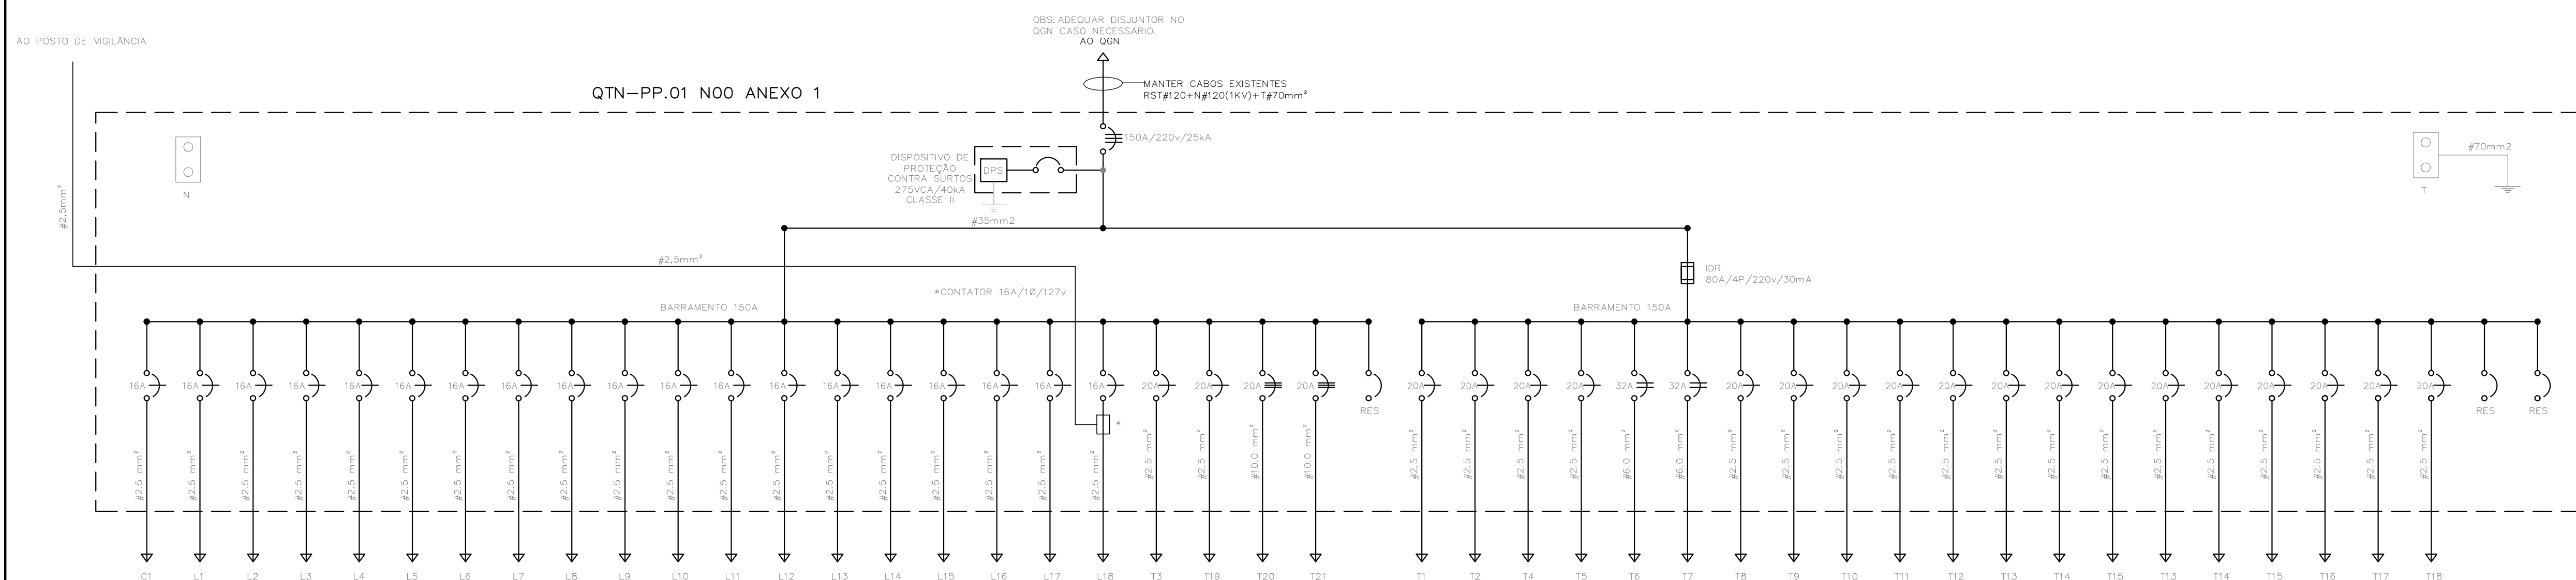 OBS: ADEQUAR DISJUNTOR NO
QGN CASO NECESSÁRIO.
AO QGN
AO POSTO DE VIGILÂNCIA
MANTER CABOS EXISTENTES
RST#120+N#120(1KV)+T#70mm²
QTN-PP.01 N00 ANEXO 1
150A/220v/25kA
DISPOSITIVO DE
PROTEÇÃO
CONTRA SURTOS
275VCA/40kA
CLASSE II
DPS
N
T
#70mm2
#2,5mm²
#35mm2
#2,5mm²
IDR
80A/4P/220v/30mA
*CONTATOR 16A/1Ø/127v
BARRAMENTO 150A
BARRAMENTO 150A
16A 16A 16A 16A 16A 16A 16A 16A 16A 16A 16A 16A 16A 16A 16A 16A 16A 16A 16A 20A 20A 20A 20A 20A 20A 20A 20A 32A 32A 20A 20A 20A 20A 20A 20A 20A 20A 20A 20A 20A 20A 20A 20A
RES RES RES
*
#2.5 mm² #2.5 mm² #2.5 mm² #2.5 mm² #2.5 mm² #2.5 mm² #2.5 mm² #2.5 mm² #2.5 mm² #2.5 mm² #2.5 mm² #2.5 mm² #2.5 mm² #2.5 mm² #2.5 mm² #2.5 mm² #2.5 mm² #2.5 mm² #2.5 mm² #2.5 mm² #2.5 mm² #10.0 mm² #10.0 mm² #2.5 mm² #2.5 mm² #2.5 mm² #2.5 mm² #6.0 mm² #6.0 mm² #2.5 mm² #2.5 mm² #2.5 mm² #2.5 mm² #2.5 mm² #2.5 mm² #2.5 mm² #2.5 mm² #2.5 mm² #2.5 mm² #2.5 mm² #2.5 mm² #2.5 mm² #2.5 mm²
C1 L1 L2 L3 L4 L5 L6 L7 L8 L9 L10 L11 L12 L13 L14 L15 L16 L17 L18 T3 T19 T20 T21 T1 T2 T4 T5 T6 T7 T8 T9 T10 T11 T12 T13 T14 T15 T13 T14 T15 T16 T17 T18